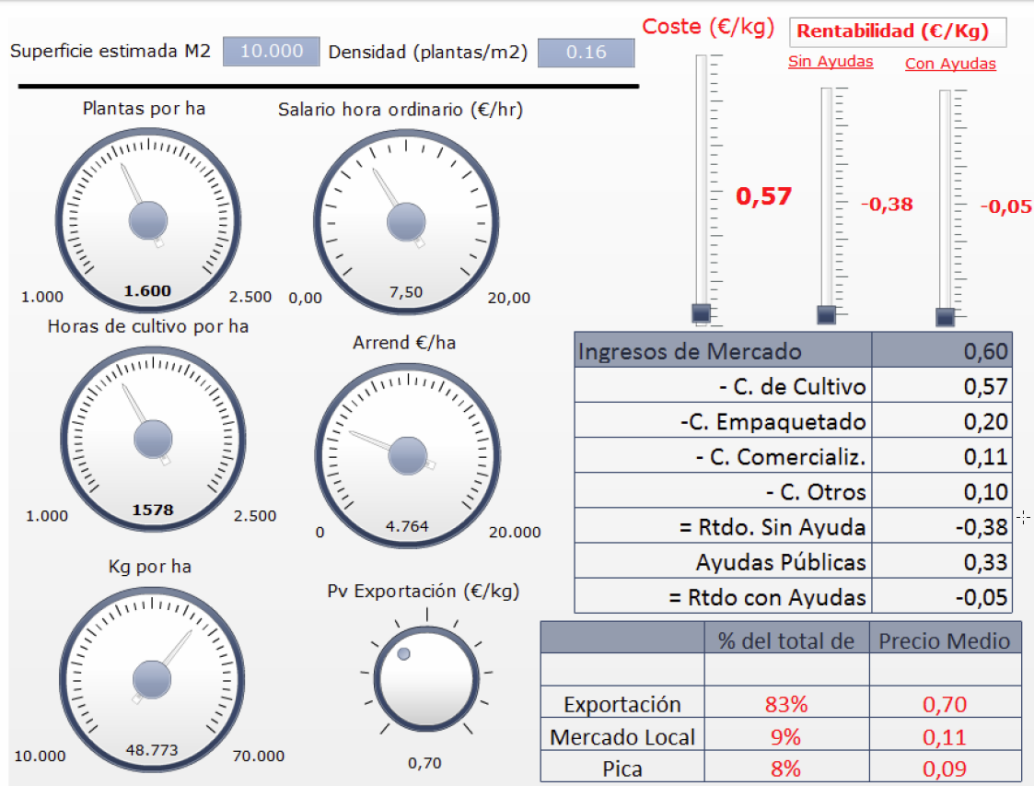 Superficie estimada M2 10.000 Densidad (plantas/m2) 0.16
Coste (€/kg)
Rentabilidad (€/Kg)
Sin Ayudas Con Ayudas
0,57
-0,38
-0,05
Plantas por ha
1.600
1.000 2.500
Salario hora ordinario (€/hr)
7,50
0,00 20,00
Horas de cultivo por ha
1578
1.000 2.500
Arrend €/ha
4.764
0 20.000
Kg por ha
48.773
10.000 70.000
Pv Exportación (€/kg)
0,70
Ingresos de Mercado 0,60
- C. de Cultivo 0,57
-C. Empaquetado 0,20
- C. Comercializ. 0,11
- C. Otros 0,10
= Rtdo. Sin Ayuda -0,38
Ayudas Públicas 0,33
= Rtdo con Ayudas -0,05
% del total de Precio Medio
Exportación 83% 0,70
Mercado Local 9% 0,11
Pica 8% 0,09